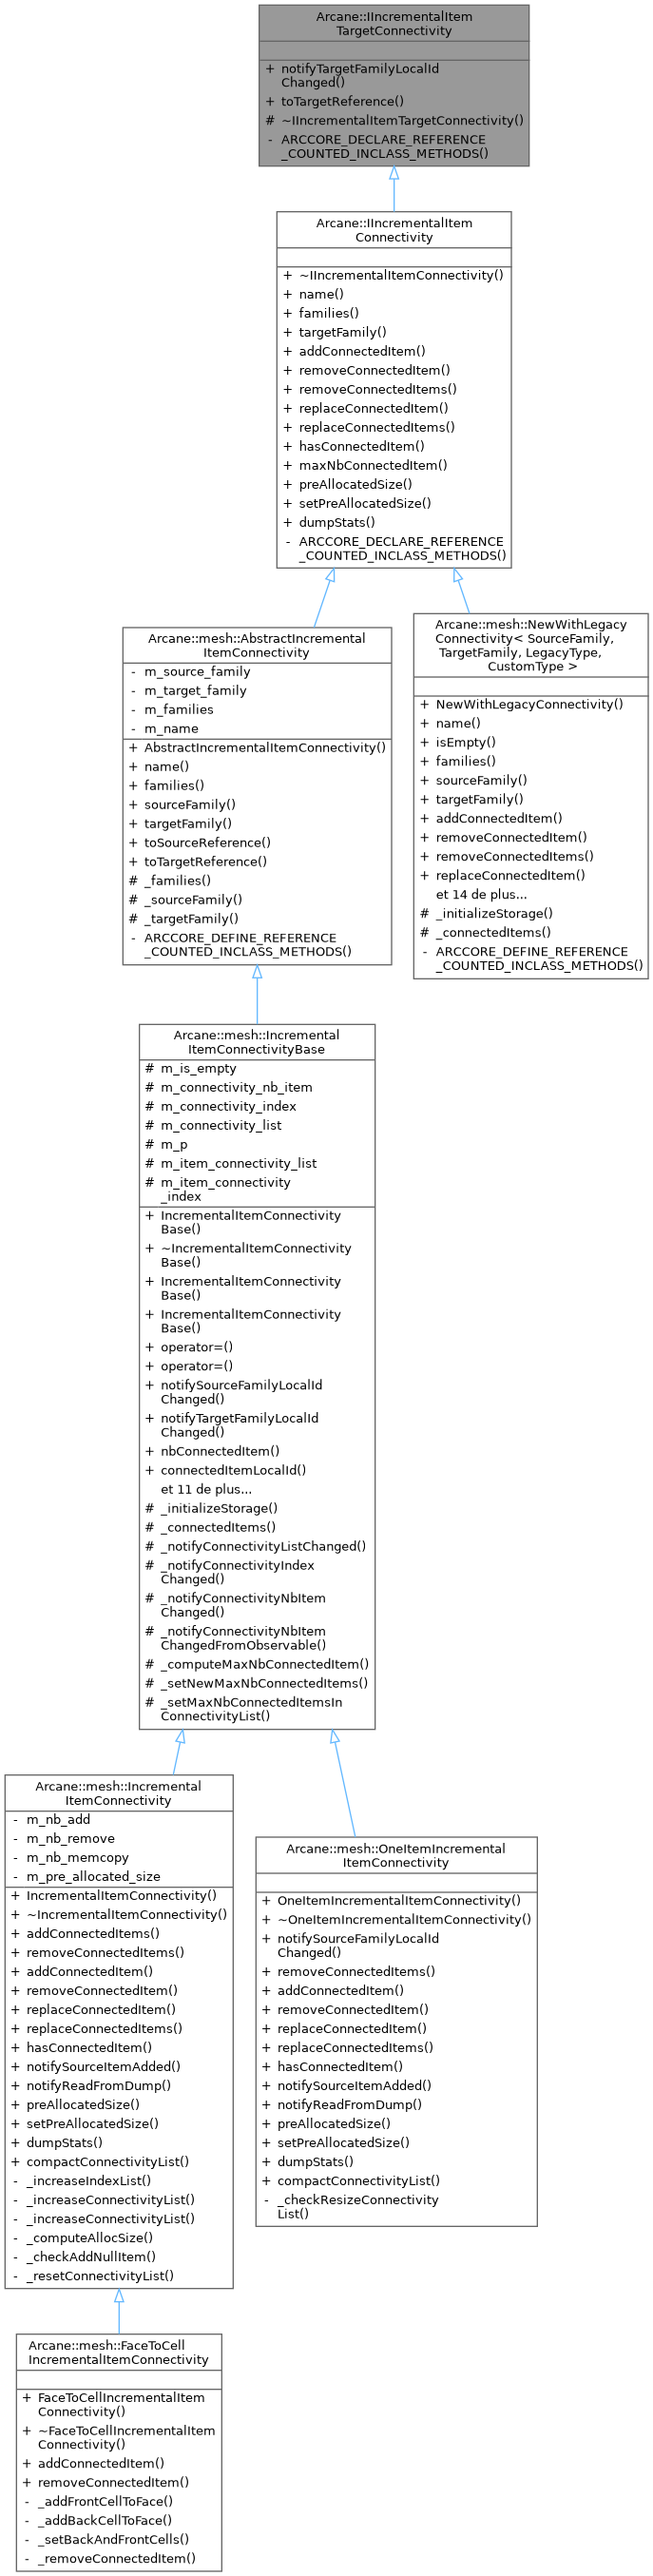 Arcane::IIncrementalItem
TargetConnectivity
+ notifyTargetFamilyLocalId
Changed()
+ toTargetReference()
# ~IIncrementalItemTargetConnectivity()
- ARCCORE_DECLARE_REFERENCE
_COUNTED_INCLASS_METHODS()
Arcane::IIncrementalItem
Connectivity
+ ~IIncrementalItemConnectivity()
+ name()
+ families()
+ targetFamily()
+ addConnectedItem()
+ removeConnectedItem()
+ removeConnectedItems()
+ replaceConnectedItem()
+ replaceConnectedItems()
+ hasConnectedItem()
+ maxNbConnectedItem()
+ preAllocatedSize()
+ setPreAllocatedSize()
+ dumpStats()
- ARCCORE_DECLARE_REFERENCE
_COUNTED_INCLASS_METHODS()
Arcane::mesh::AbstractIncremental
ItemConnectivity
- m_source_family
- m_target_family
- m_families
- m_name
+ AbstractIncrementalItemConnectivity()
+ name()
+ families()
+ sourceFamily()
+ targetFamily()
+ toSourceReference()
+ toTargetReference()
# _families()
# _sourceFamily()
# _targetFamily()
- ARCCORE_DEFINE_REFERENCE
_COUNTED_INCLASS_METHODS()
Arcane::mesh::NewWithLegacy
Connectivity< SourceFamily,
TargetFamily, LegacyType,
CustomType >
+ NewWithLegacyConnectivity()
+ name()
+ isEmpty()
+ families()
+ sourceFamily()
+ targetFamily()
+ addConnectedItem()
+ removeConnectedItem()
+ removeConnectedItems()
+ replaceConnectedItem()
et 14 de plus...
# _initializeStorage()
# _connectedItems()
- ARCCORE_DEFINE_REFERENCE
_COUNTED_INCLASS_METHODS()
Arcane::mesh::Incremental
ItemConnectivityBase
# m_is_empty
# m_connectivity_nb_item
# m_connectivity_index
# m_connectivity_list
# m_p
# m_item_connectivity_list
# m_item_connectivity
_index
+ IncrementalItemConnectivity
Base()
+ ~IncrementalItemConnectivity
Base()
+ IncrementalItemConnectivity
Base()
+ IncrementalItemConnectivity
Base()
+ operator=()
+ operator=()
+ notifySourceFamilyLocalId
Changed()
+ notifyTargetFamilyLocalId
Changed()
+ nbConnectedItem()
+ connectedItemLocalId()
et 11 de plus...
# _initializeStorage()
# _connectedItems()
# _notifyConnectivityListChanged()
# _notifyConnectivityIndex
Changed()
# _notifyConnectivityNbItem
Changed()
# _notifyConnectivityNbItem
ChangedFromObservable()
# _computeMaxNbConnectedItem()
# _setNewMaxNbConnectedItems()
# _setMaxNbConnectedItemsIn
ConnectivityList()
Arcane::mesh::Incremental
ItemConnectivity
- m_nb_add
- m_nb_remove
- m_nb_memcopy
- m_pre_allocated_size
+ IncrementalItemConnectivity()
+ ~IncrementalItemConnectivity()
+ addConnectedItems()
+ removeConnectedItems()
+ addConnectedItem()
+ removeConnectedItem()
+ replaceConnectedItem()
+ replaceConnectedItems()
+ hasConnectedItem()
+ notifySourceItemAdded()
+ notifyReadFromDump()
+ preAllocatedSize()
+ setPreAllocatedSize()
+ dumpStats()
+ compactConnectivityList()
- _increaseIndexList()
- _increaseConnectivityList()
- _increaseConnectivityList()
- _computeAllocSize()
- _checkAddNullItem()
- _resetConnectivityList()
Arcane::mesh::OneItemIncremental
ItemConnectivity
+ OneItemIncrementalItemConnectivity()
+ ~OneItemIncrementalItemConnectivity()
+ notifySourceFamilyLocalId
Changed()
+ removeConnectedItems()
+ addConnectedItem()
+ removeConnectedItem()
+ replaceConnectedItem()
+ replaceConnectedItems()
+ hasConnectedItem()
+ notifySourceItemAdded()
+ notifyReadFromDump()
+ preAllocatedSize()
+ setPreAllocatedSize()
+ dumpStats()
+ compactConnectivityList()
- _checkResizeConnectivity
List()
Arcane::mesh::FaceToCell
IncrementalItemConnectivity
+ FaceToCellIncrementalItem
Connectivity()
+ ~FaceToCellIncrementalItem
Connectivity()
+ addConnectedItem()
+ removeConnectedItem()
- _addFrontCellToFace()
- _addBackCellToFace()
- _setBackAndFrontCells()
- _removeConnectedItem()